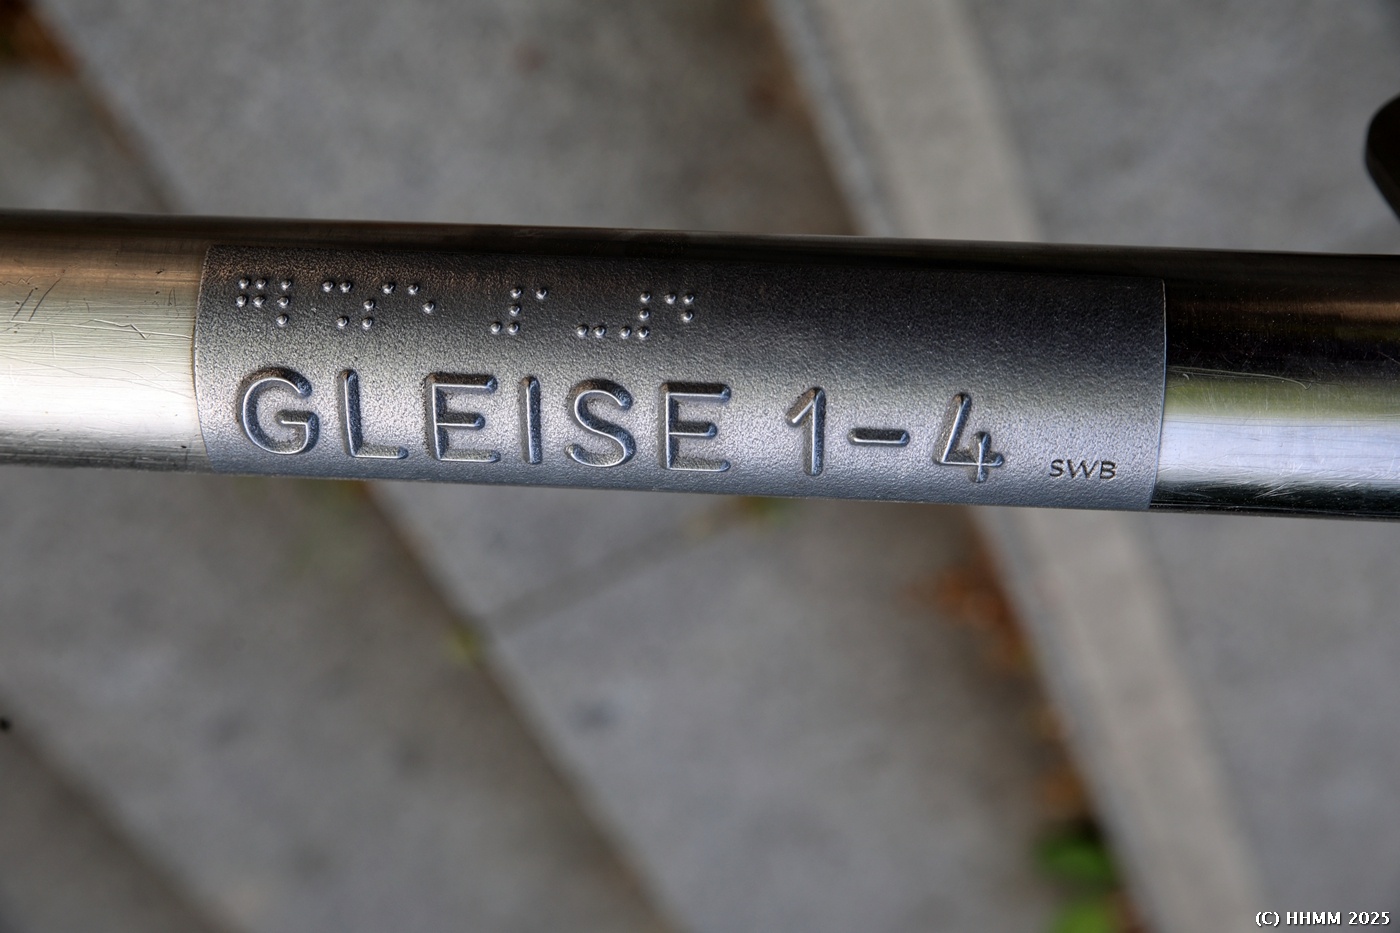 ⠛⠇⠩⠎⠑ ⠼⠁ ⠤⠼⠙
GLEISE 1-4
SWB
(C) HHMM 2025